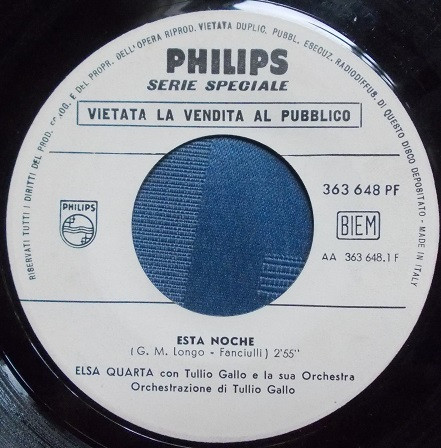 RISERVATI TUTTI I DIRITTI DEL PROD. FONOG. E DEL PROPR. DELL'OPERA RIPROD. VIETATA DUPLIC. PUBBL. ESECUZ. RADIODIFFUS. DI QUESTO DISCO DEPOSITATO - MADE IN ITALY
PHILIPS
SERIE SPECIALE
VIETATA LA VENDITA AL PUBBLICO
363 648 PF
PHILIPS
BIEM
AA 363 648.1 F
ESTA NOCHE
(G. M. Longo - Fanciulli) 2'55"
ELSA QUARTA con Tullio Gallo e la sua Orchestra
Orchestrazione di Tullio Gallo